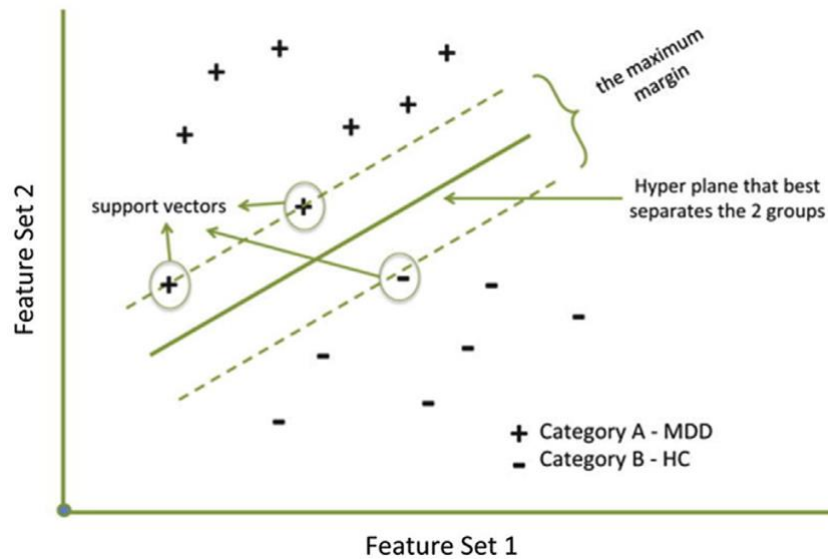 the maximum
margin
Feature Set 2
support vectors
Hyper plane that best
separates the 2 groups
+ Category A - MDD
- Category B - HC
Feature Set 1